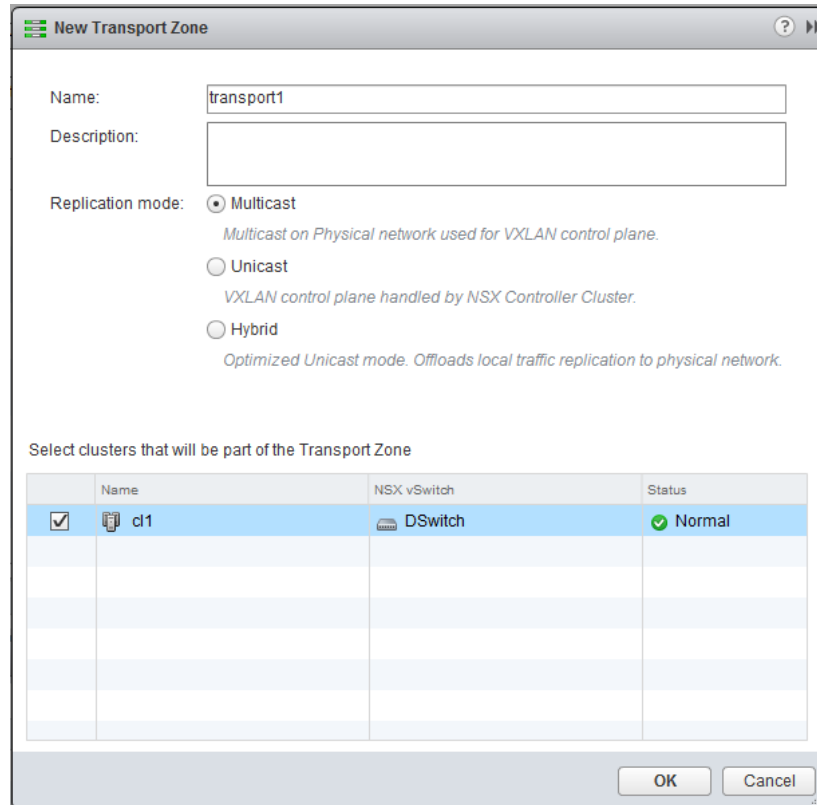 New Transport Zone
Name: transport1
Description:
Replication mode: Multicast
Multicast on Physical network used for VXLAN control plane.
Unicast
VXLAN control plane handled by NSX Controller Cluster.
Hybrid
Optimized Unicast mode. Offloads local traffic replication to physical network.
Select clusters that will be part of the Transport Zone
Name NSX vSwitch Status
cl1 DSwitch Normal
OK Cancel